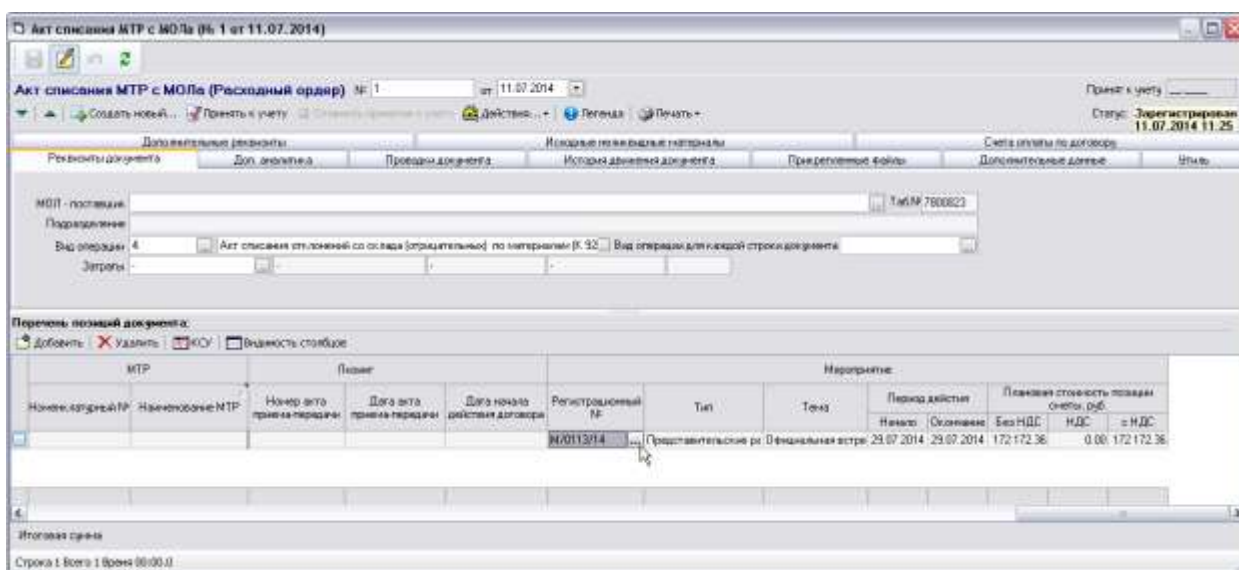 Акт списания МТР с МОЛа (№ 1 от 11.07.2014)
Акт списания МТР с МОЛа (Расходный ордер) № 1 от 11.07.2014 Принят к учету
Создать новый... Принять к учету Действия... Легенда Печать Статус: Зарегистрирован
11.07.2014 11:25
Дополнительные реквизиты Исходные неликвидные материалы Счета оплаты по договору
Реквизиты документа Доп. аналитика Проводки документа История движения документа Прикрепленные файлы Дополнительные данные Утиль
МОЛ - поставщик Таб.№ 7800823
Подразделение
Вид операции 4 ... Акт списания отклонений со склада (отрицательных) по материалам (К 92 ... Вид операции для каждой строки документа ...
Затраты - ... - - -
Перечень позиций документа:
Добавить Удалить КСУ Видимость столбцов
МТР Лизинг Мероприятие
Номенклатурный № Наименование МТР Номер акта приема-передачи Дата акта приема-передачи Дата начала действия договора Регистрационный № Тип Тема Период действия Плановая стоимость позиции сметы, руб.
Начало Окончание Без НДС НДС с НДС
М/0113/14 ... Представительские ра Официальная встре 29.07.2014 29.07.2014 172 172.36 0.00 172 172.36
Итоговая сумма
Строка 1 Всего 1 Время 00:00.0